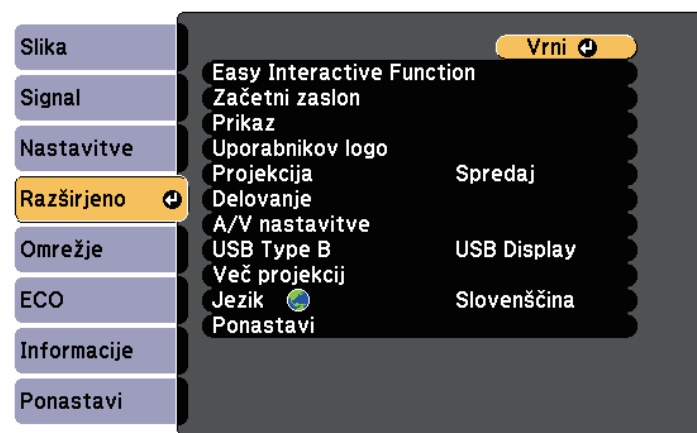 Slika
Signal
Nastavitve
Razširjeno
Omrežje
ECO
Informacije
Ponastavi
Vrni
Easy Interactive Function
Začetni zaslon
Prikaz
Uporabnikov logo
Projekcija Spredaj
Delovanje
A/V nastavitve
USB Type B USB Display
Več projekcij
Jezik Slovenščina
Ponastavi